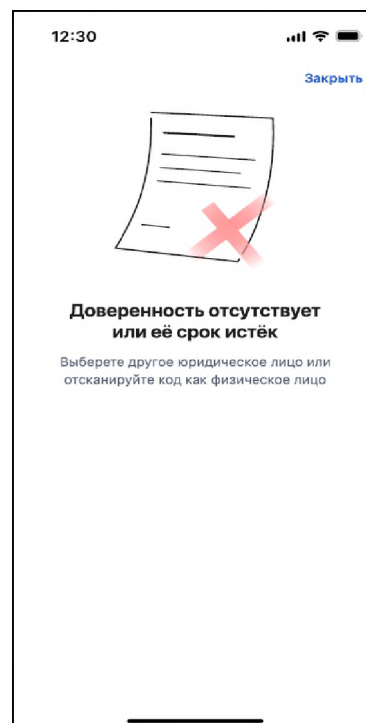 12:30
Закрыть
Доверенность отсутствует
или её срок истёк
Выберете другое юридическое лицо или
отсканируйте код как физическое лицо